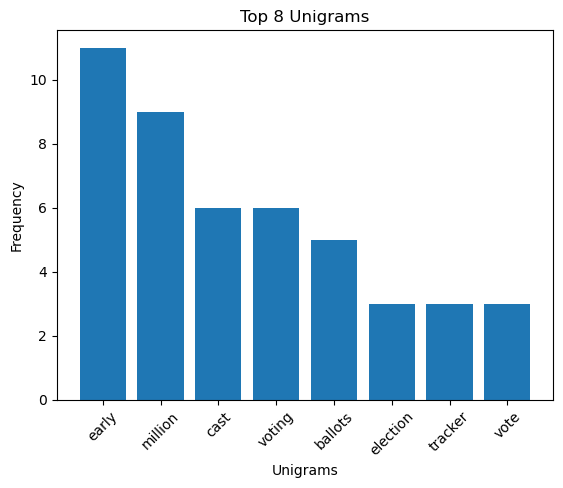 Top 8 Unigrams
Frequency
10
8
6
4
2
0
early
million
cast
voting
ballots
election
tracker
vote
Unigrams